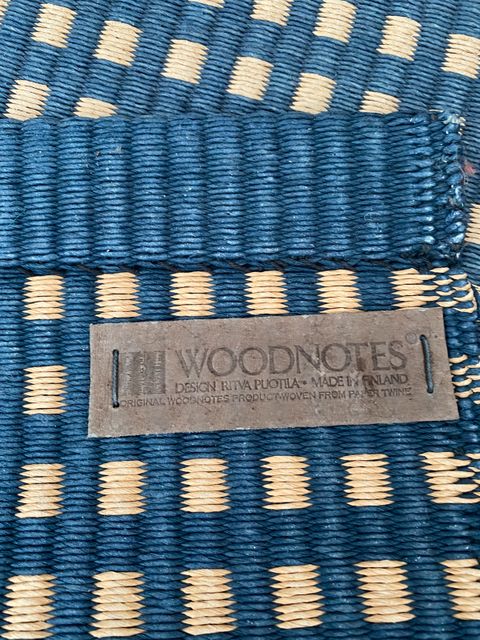 WOODNOTES®
DESIGN RITVA PUOTILA • MADE IN FINLAND
ORIGINAL WOODNOTES PRODUCT-WOVEN FROM PAPER TWINE